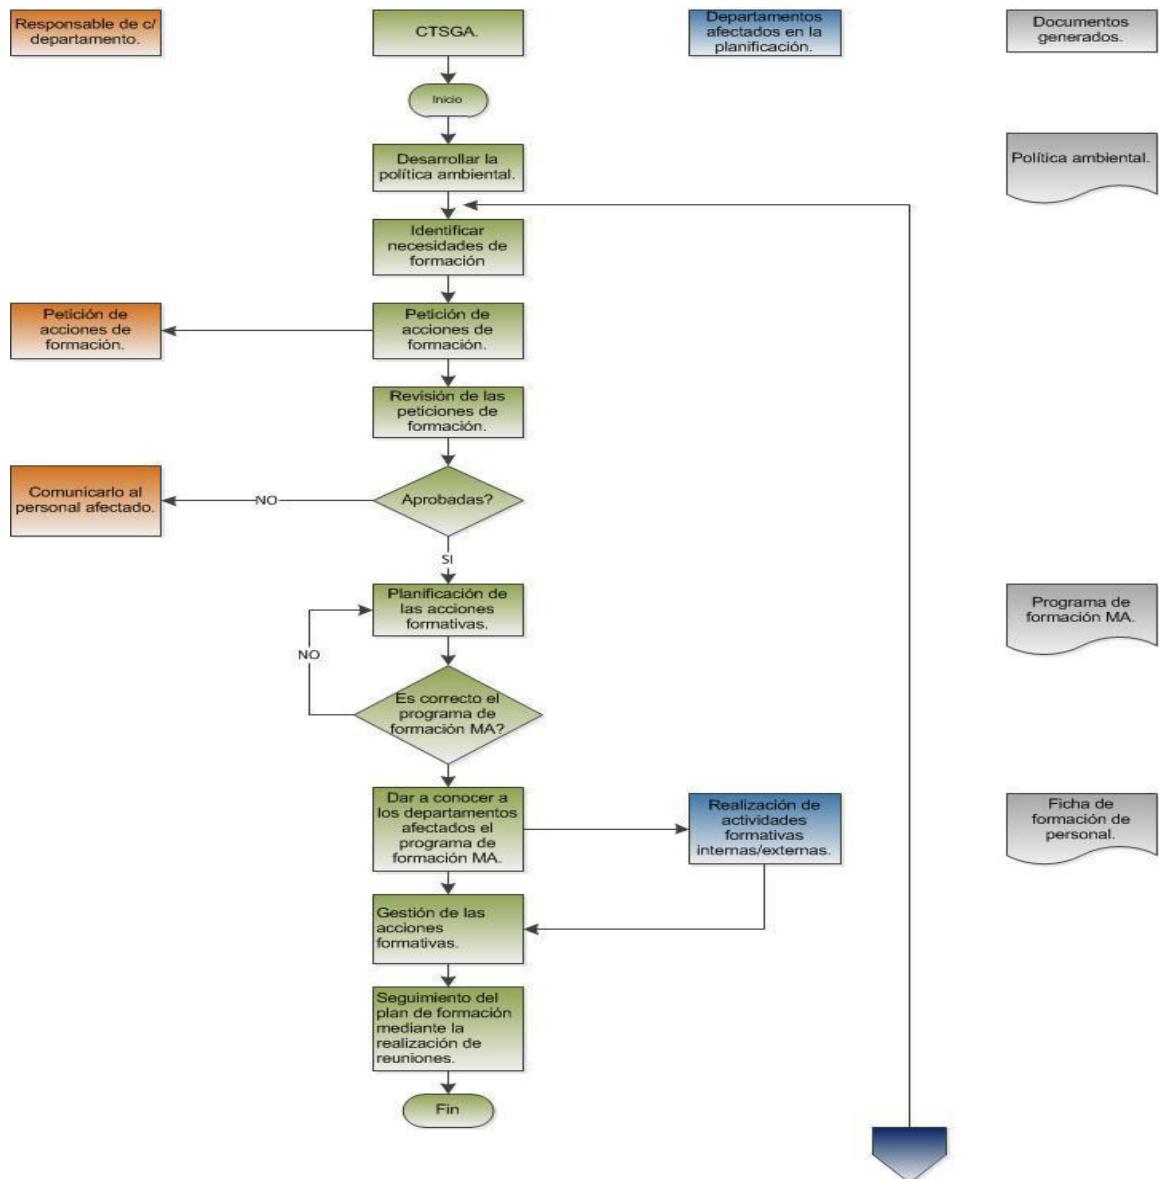 Responsable de c/
departamento.
CTSGA.
Departamentos
afectados en la
planificación.
Documentos
generados.
Inicio
Desarrollar la
política ambiental.
Política ambiental.
Identificar
necesidades de
formación
Petición de
acciones de
formación.
Petición de
acciones de
formación.
Revisión de las
peticiones de
formación.
Comunicarlo al
personal afectado.
NO
Aprobadas?
SI
Planificación de
las acciones
formativas.
Programa de
formación MA.
NO
Es correcto el
programa de
formación MA?
Dar a conocer a
los departamentos
afectados el
programa de
formación MA.
Realización de
actividades
formativas
internas/externas.
Ficha de
formación de
personal.
Gestión de las
acciones
formativas.
Seguimiento del
plan de formación
mediante la
realización de
reuniones.
Fin